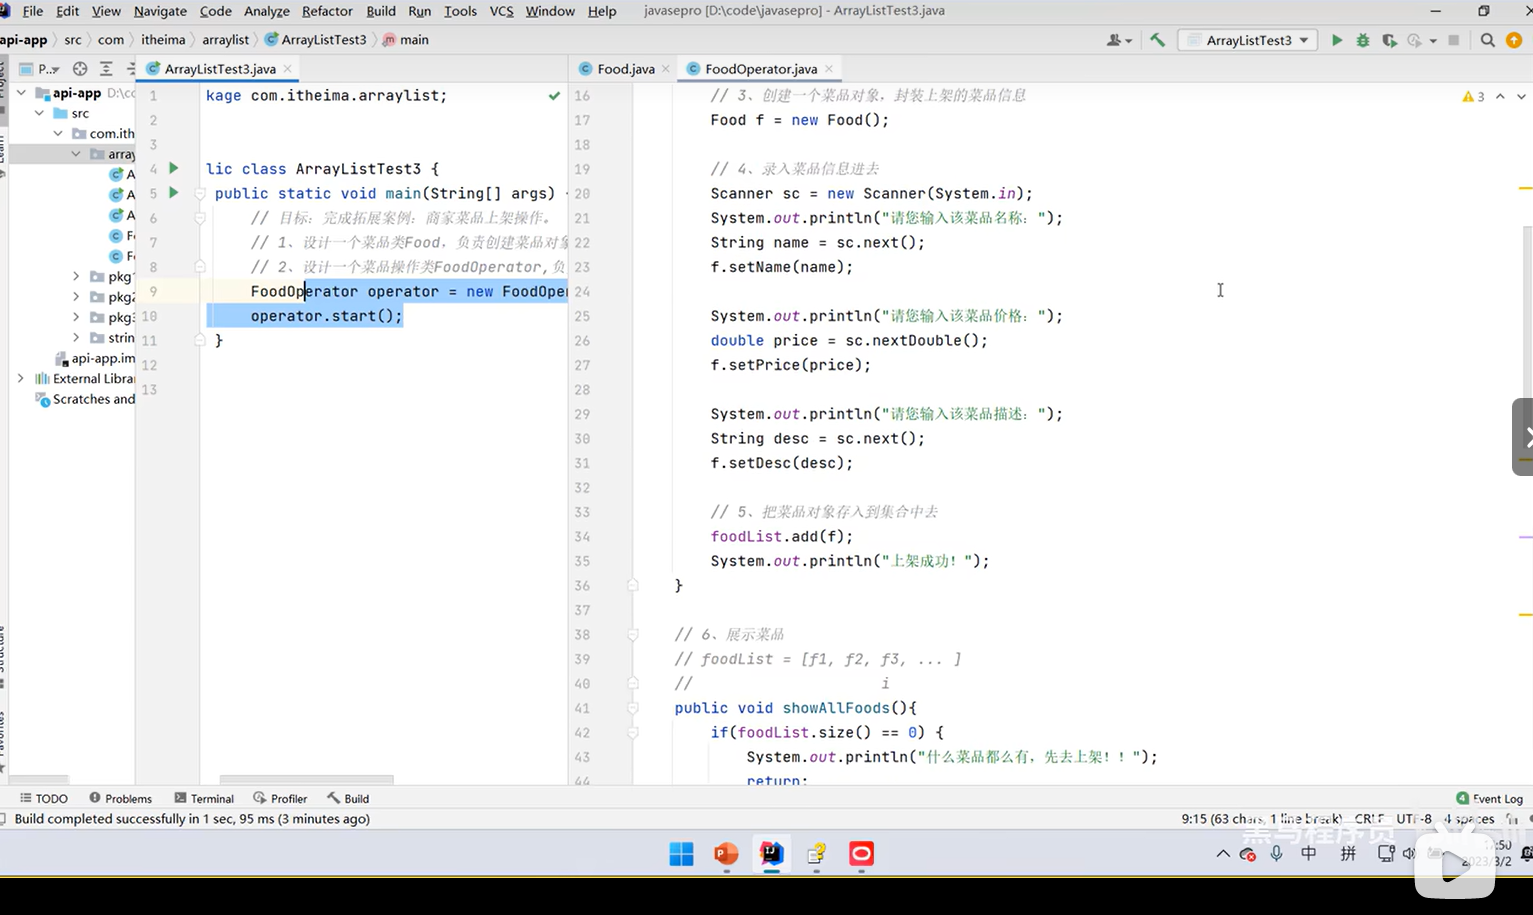 File Edit View Navigate Code Analyze Refactor Build Run Tools VCS Window Help javasepro [D:\code\javasepro] - ArrayListTest3.java
api-app src com itheima arraylist ArrayListTest3 main ArrayListTest3
P.. ArrayListTest3.java Food.java FoodOperator.java
api-app D:\co
src
com.ith
array
A
A
A
Fo
Fo
pkg1
pkg2
pkg3
strin
api-app.im
External Libra
Scratches and
1 kage com.itheima.arraylist;
2
3
4 lic class ArrayListTest3 {
5 public static void main(String[] args)
6 // 目标：完成拓展案例：商家菜品上架操作。
7 // 1、设计一个菜品类Food，负责创建菜品对象
8 // 2、设计一个菜品操作类FoodOperator,负
9 FoodOperator operator = new FoodOper
10 operator.start();
11 }
12
13
16 // 3、创建一个菜品对象，封装上架的菜品信息
17 Food f = new Food();
18
19 // 4、录入菜品信息进去
20 Scanner sc = new Scanner(System.in);
21 System.out.println("请您输入该菜品名称：");
22 String name = sc.next();
23 f.setName(name);
24
25 System.out.println("请您输入该菜品价格：");
26 double price = sc.nextDouble();
27 f.setPrice(price);
28
29 System.out.println("请您输入该菜品描述：");
30 String desc = sc.next();
31 f.setDesc(desc);
32
33 // 5、把菜品对象存入到集合中去
34 foodList.add(f);
35 System.out.println("上架成功！");
36 }
37
38 // 6、展示菜品
39 // foodList = [f1, f2, f3, ... ]
40 // i
41 public void showAllFoods(){
42 if(foodList.size() == 0) {
43 System.out.println("什么菜品都么有，先去上架！！");
44 return;
3
TODO Problems Terminal Profiler Build 4 Event Log
Build completed successfully in 1 sec, 95 ms (3 minutes ago) 9:15 (63 chars, 1 line break) CRLF UTF-8 4 spaces
黑马程序员
中 拼 :50
2023/3/2